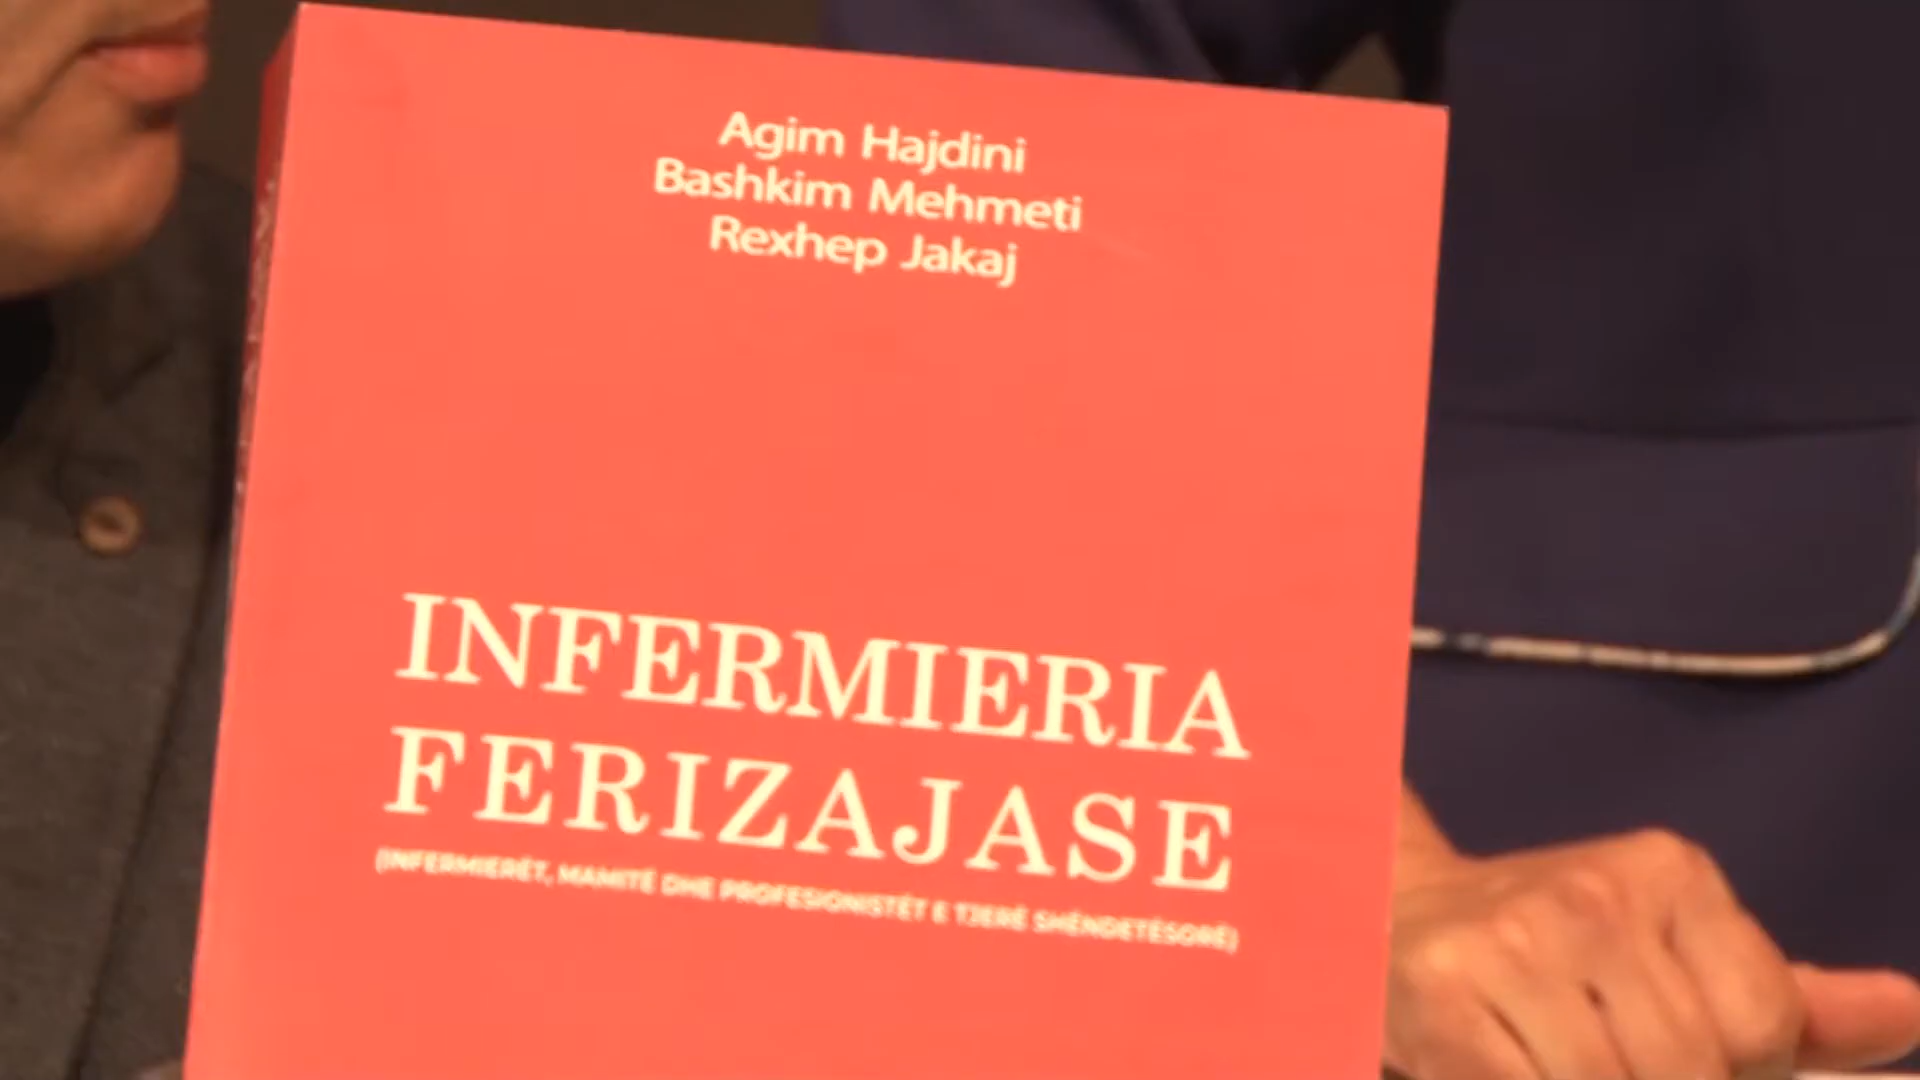 Agim Hajdini
Bashkim Mehmeti
Rexhep Jakaj
INFERMIERIA
FERIZAJASE
(INFERMIERËT, MAMITË DHE PROFESIONISTËT E TJERË SHËNDETËSORË)